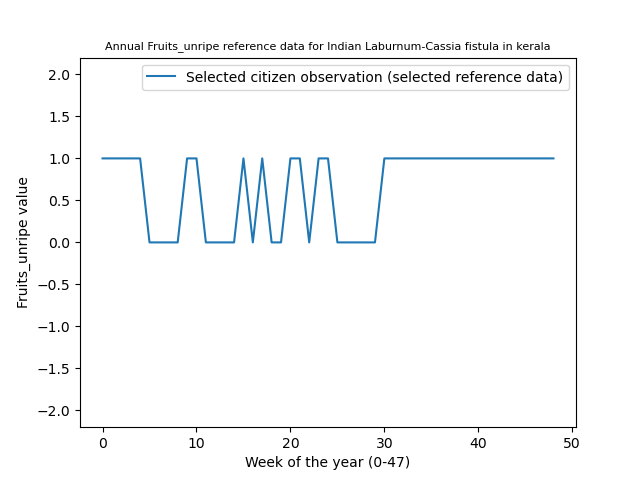 Annual Fruits_unripe reference data for Indian Laburnum-Cassia fistula in kerala
Selected citizen observation (selected reference data)
2.0
1.5
1.0
0.5
0.0
−0.5
−1.0
−1.5
−2.0
Fruits_unripe value
0 10 20 30 40 50
Week of the year (0-47)